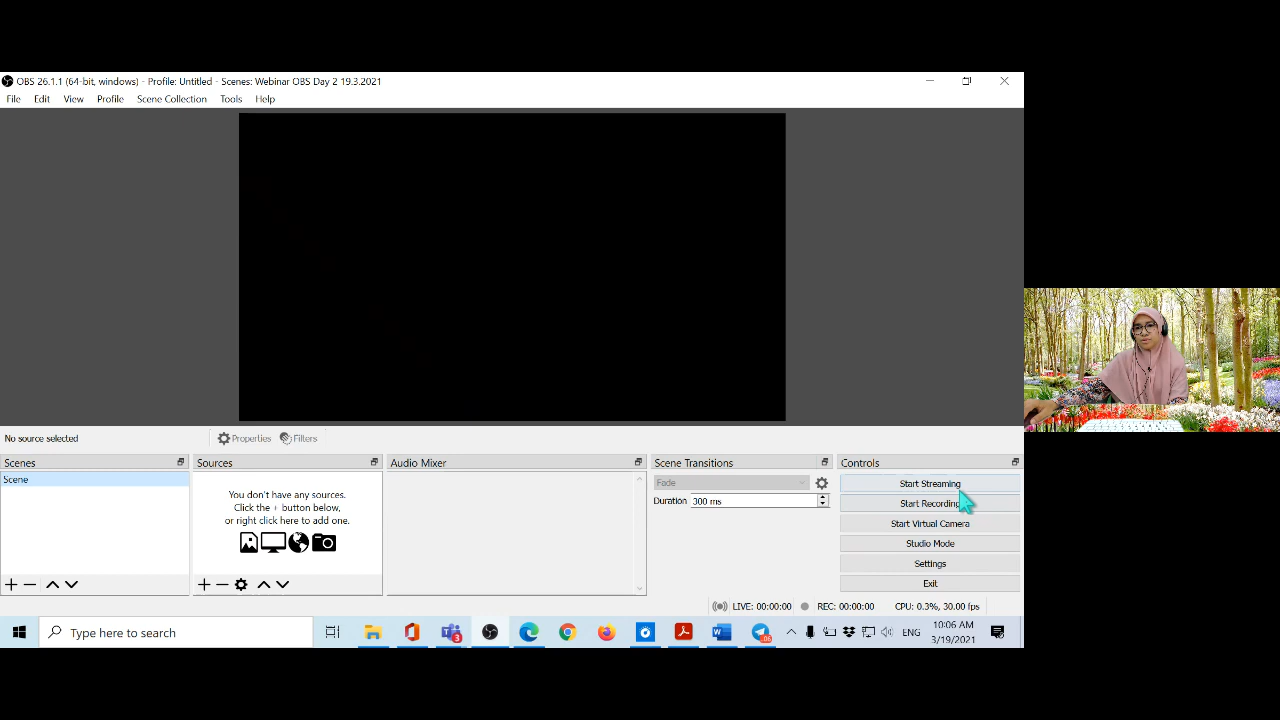 OBS 26.1.1 (64-bit, windows) - Profile: Untitled - Scenes: Webinar OBS Day 2 19.3.2021
File Edit View Profile Scene Collection Tools Help
No source selected
Properties Filters
Scenes
Scene
Sources
You don't have any sources.
Click the + button below,
or right click here to add one.
Audio Mixer
Scene Transitions
Fade
Duration 300 ms
Controls
Start Streaming
Start Recording
Start Virtual Camera
Studio Mode
Settings
Exit
LIVE: 00:00:00 REC: 00:00:00 CPU: 0.3%, 30.00 fps
Type here to search
3
ENG
10:06 AM
3/19/2021